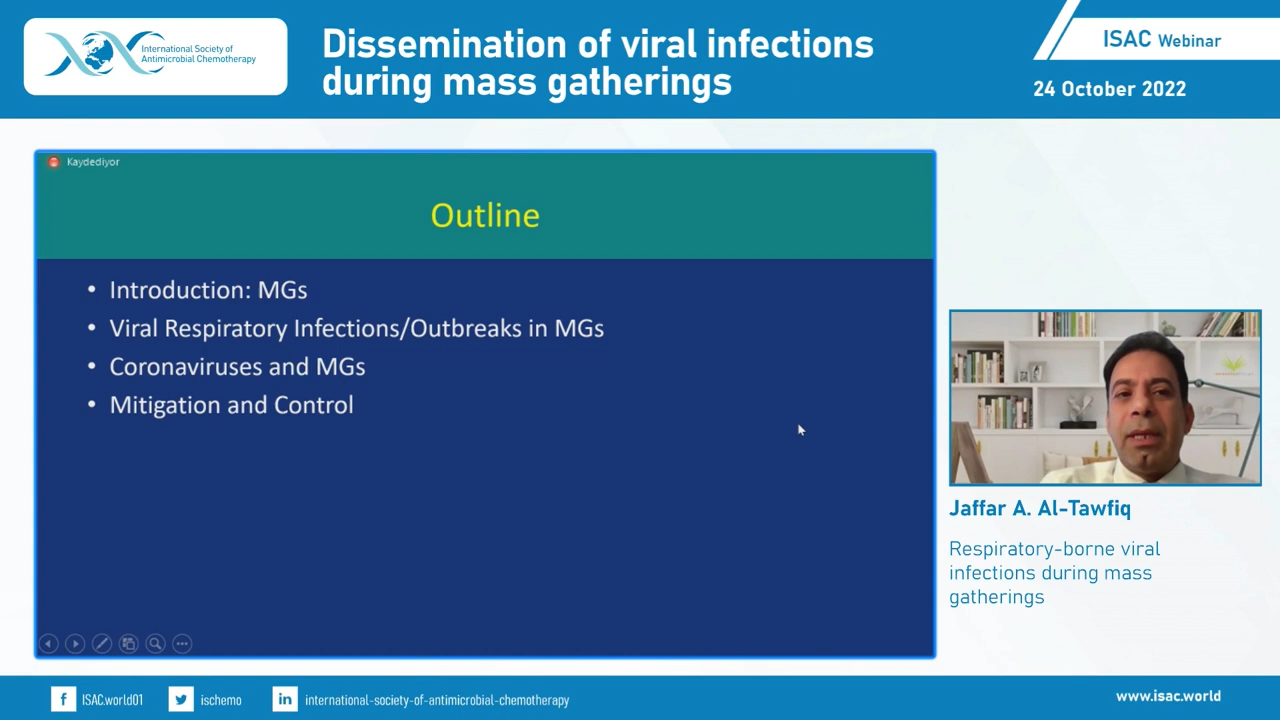 International Society of
Antimicrobial Chemotherapy
Dissemination of viral infections
during mass gatherings
ISAC Webinar
24 October 2022
Kaydediyor
Outline
• Introduction: MGs
• Viral Respiratory Infections/Outbreaks in MGs
• Coronaviruses and MGs
• Mitigation and Control
Jaffar A. Al-Tawfiq
Respiratory-borne viral
infections during mass
gatherings
ISAC.world01
ischemo
international-society-of-antimicrobial-chemotherapy
www.isac.world